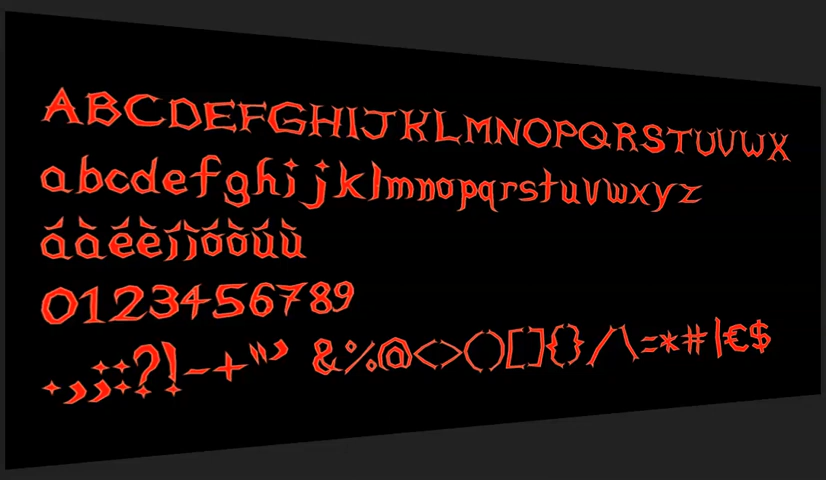 ABCDEFGHIJKLMNOPQRSTUVWX
abcdefghijklmnopqrstuvwxyz
áàéèíìóòúù
0123456789
.,;:?!-+"' &%@<>()[]{}/\=*#|€$